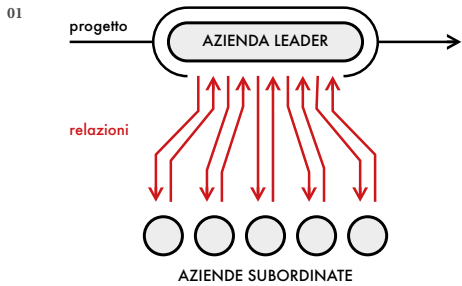 01
progetto
AZIENDA LEADER
relazioni
AZIENDE SUBORDINATE